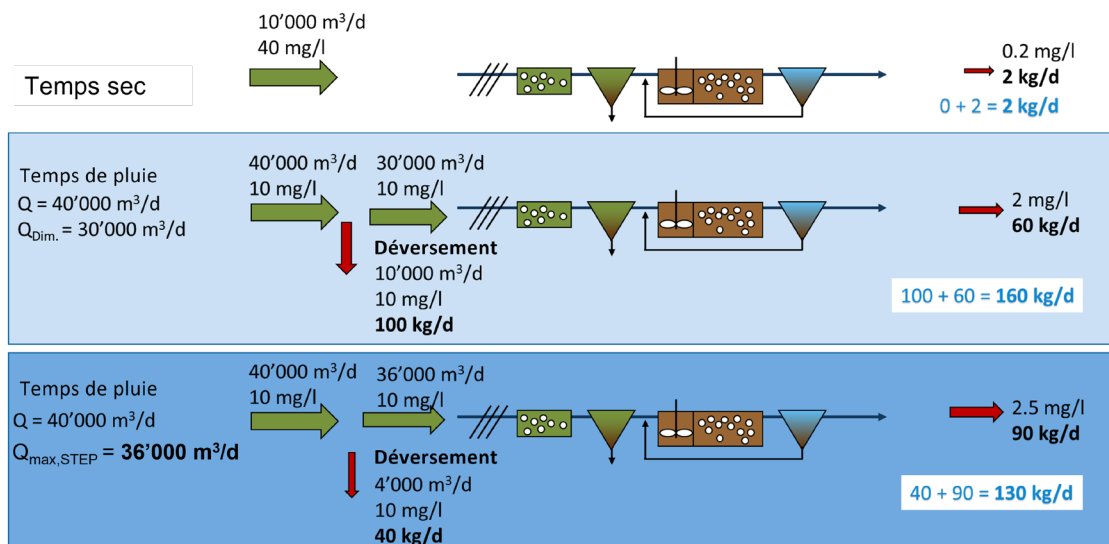 10’000 m³/d
40 mg/l
Temps sec
0.2 mg/l
2 kg/d
0 + 2 = 2 kg/d
Temps de pluie
Q = 40’000 m³/d
Q_Dim. = 30’000 m³/d
40’000 m³/d
10 mg/l
30’000 m³/d
10 mg/l
Déversement
10’000 m³/d
10 mg/l
100 kg/d
2 mg/l
60 kg/d
100 + 60 = 160 kg/d
Temps de pluie
Q = 40’000 m³/d
Q_max,STEP = 36’000 m³/d
40’000 m³/d
10 mg/l
36’000 m³/d
10 mg/l
Déversement
4’000 m³/d
10 mg/l
40 kg/d
2.5 mg/l
90 kg/d
40 + 90 = 130 kg/d